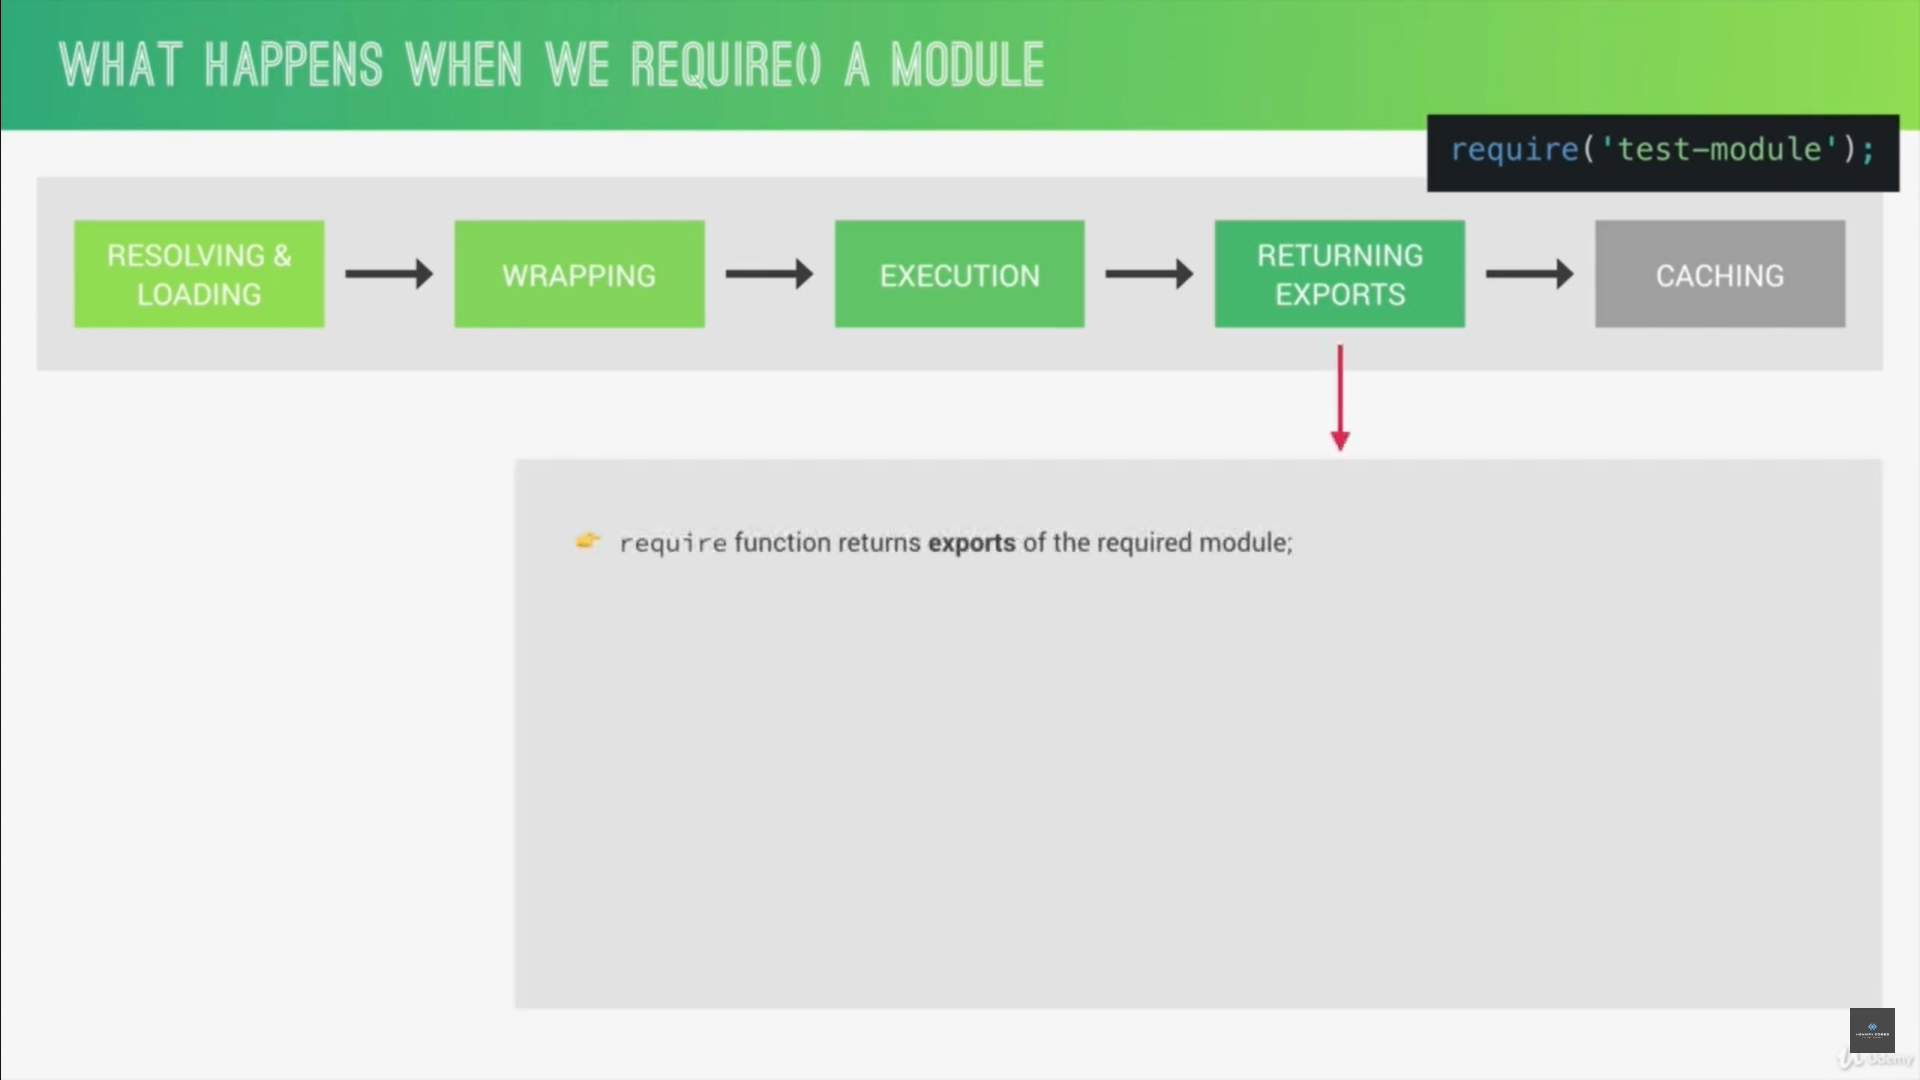 WHAT HAPPENS WHEN WE REQUIRE() A MODULE
require('test-module');
RESOLVING &
LOADING
WRAPPING
EXECUTION
RETURNING
EXPORTS
CACHING
👉 require function returns exports of the required module;
Udemy